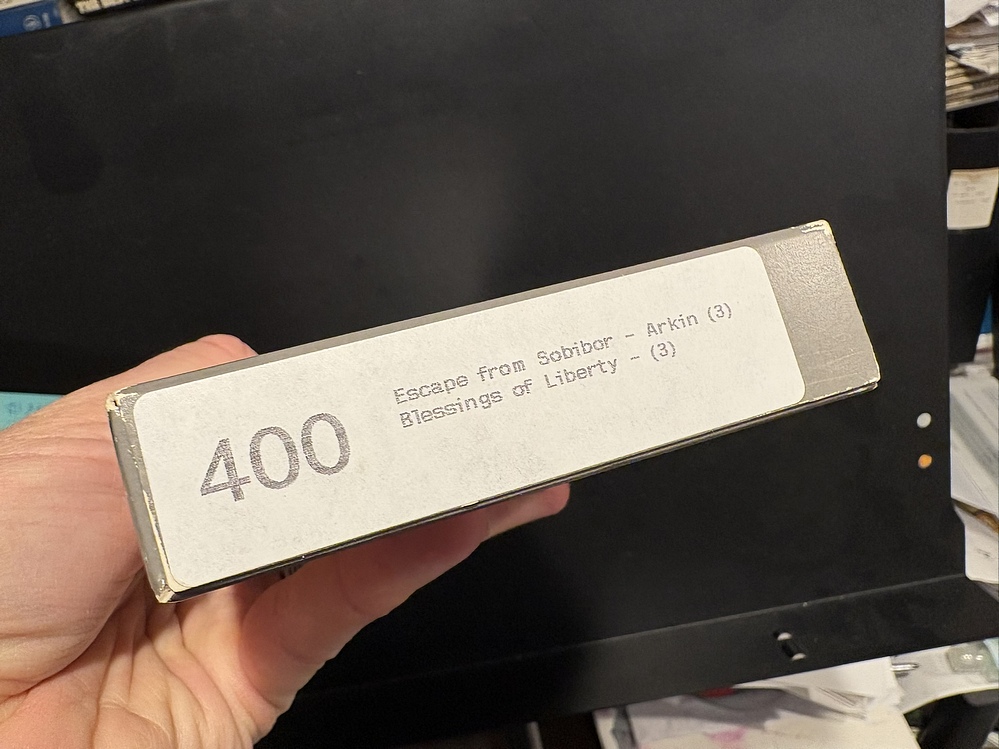 400
Escape from Sobibor - Arkin (3)
Blessings of Liberty - (3)